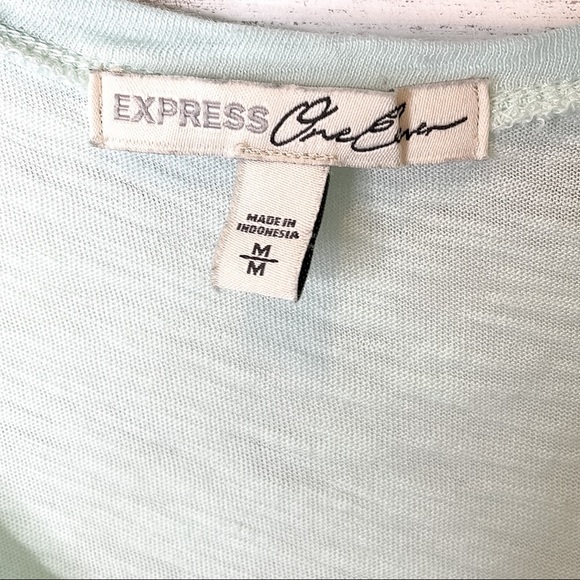 EXPRESS One Eleven
MADE IN
INDONESIA
M
M